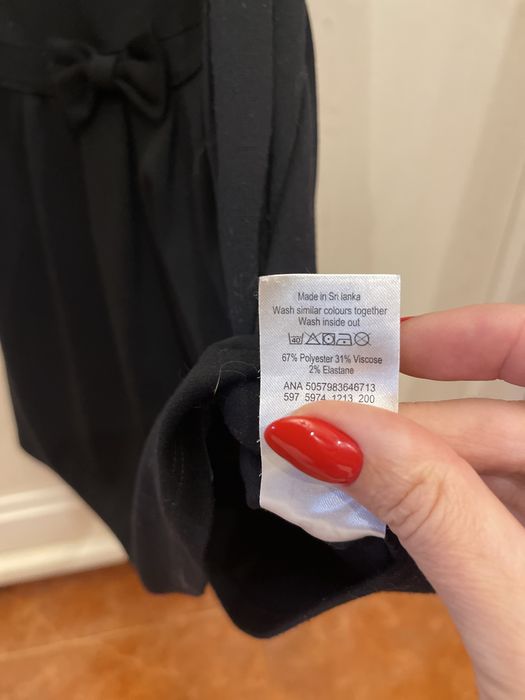 Made in Sri lanka
Wash similar colours together
Wash inside out
40
67% Polyester 31% Viscose
2% Elastane
ANA 5057983646713
597 5974 1213 200